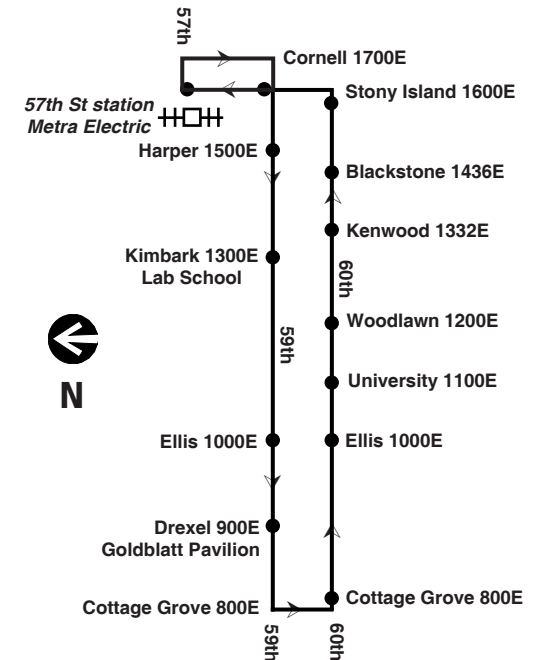 57th
Cornell 1700E
Stony Island 1600E
57th St station
Metra Electric
Harper 1500E
Blackstone 1436E
Kenwood 1332E
Kimbark 1300E
Lab School
60th
Woodlawn 1200E
59th
University 1100E
N
Ellis 1000E
Ellis 1000E
Drexel 900E
Goldblatt Pavilion
Cottage Grove 800E
Cottage Grove 800E
59th
60th